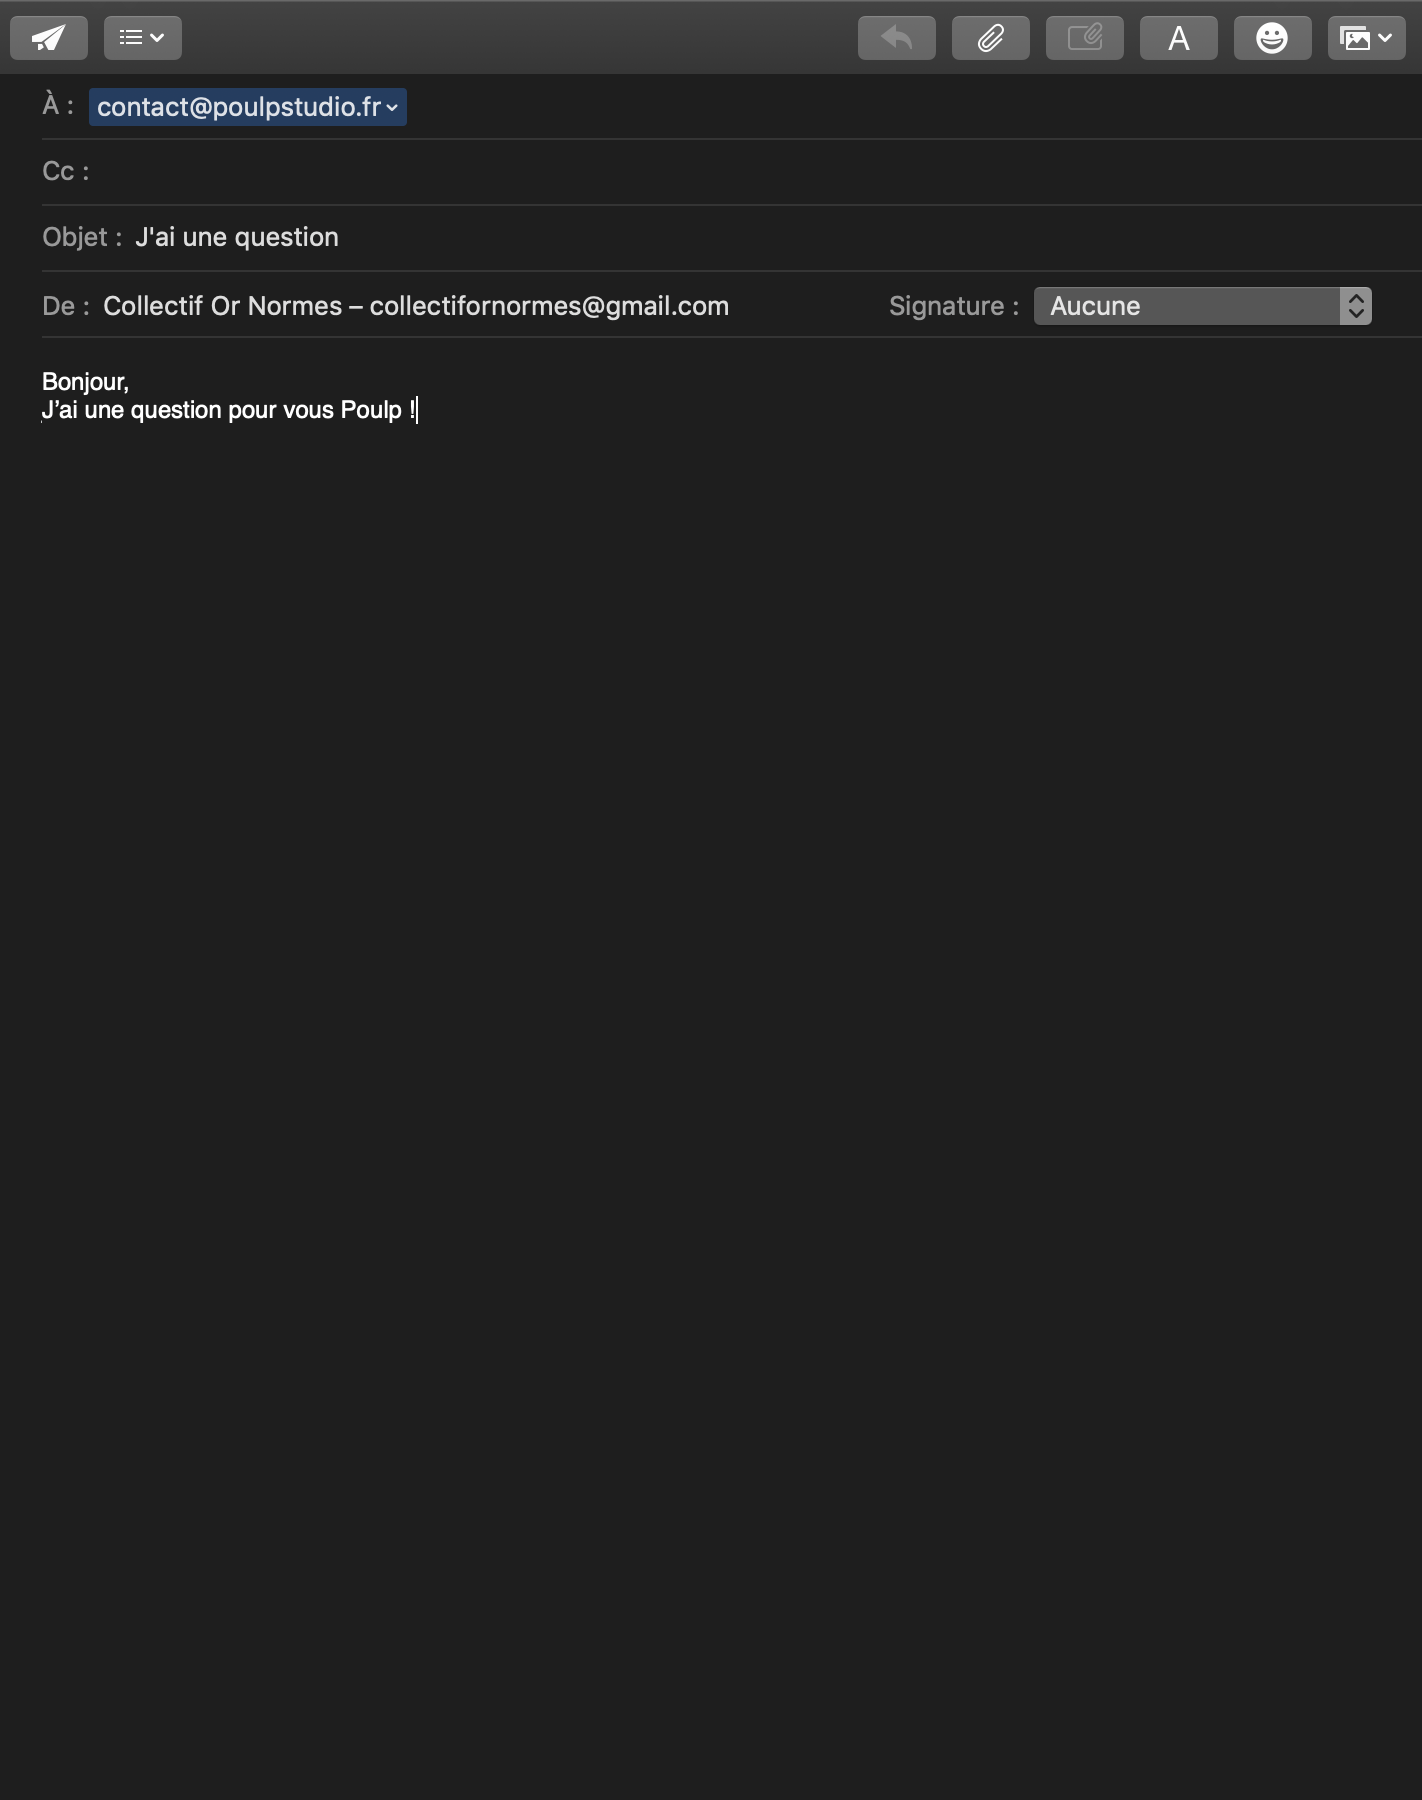 À :
contact@poulpstudio.fr
Cc :
Objet : J'ai une question
De : Collectif Or Normes – collectifornormes@gmail.com
Signature : Aucune
Bonjour,
J’ai une question pour vous Poulp !